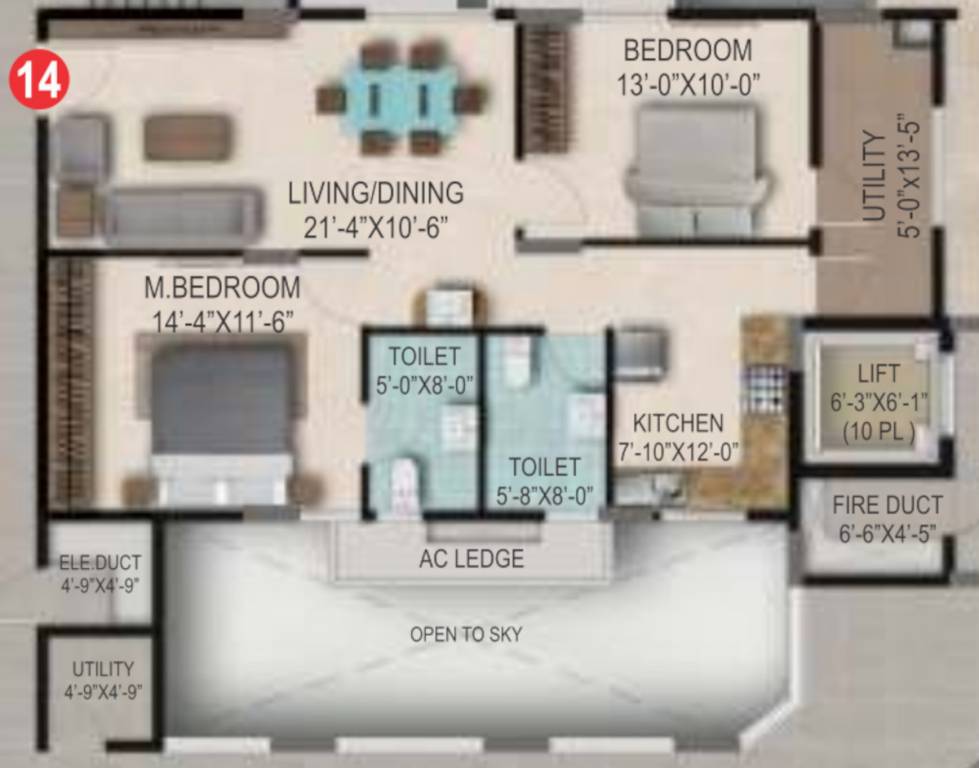 14
BEDROOM
13'-0"X10'-0"
UTILITY
5'-0"x13'-5"
LIVING/DINING
21'-4"X10'-6"
M.BEDROOM
14'-4"X11'-6"
TOILET
5'-0"X8'-0"
TOILET
5'-8"X8'-0"
KITCHEN
7'-10"X12'-0"
LIFT
6'-3"X6'-1"
(10 PL )
FIRE DUCT
6'-6"X4'-5"
ELE.DUCT
4'-9"X4'-9"
AC LEDGE
OPEN TO SKY
UTILITY
4'-9"X4'-9"